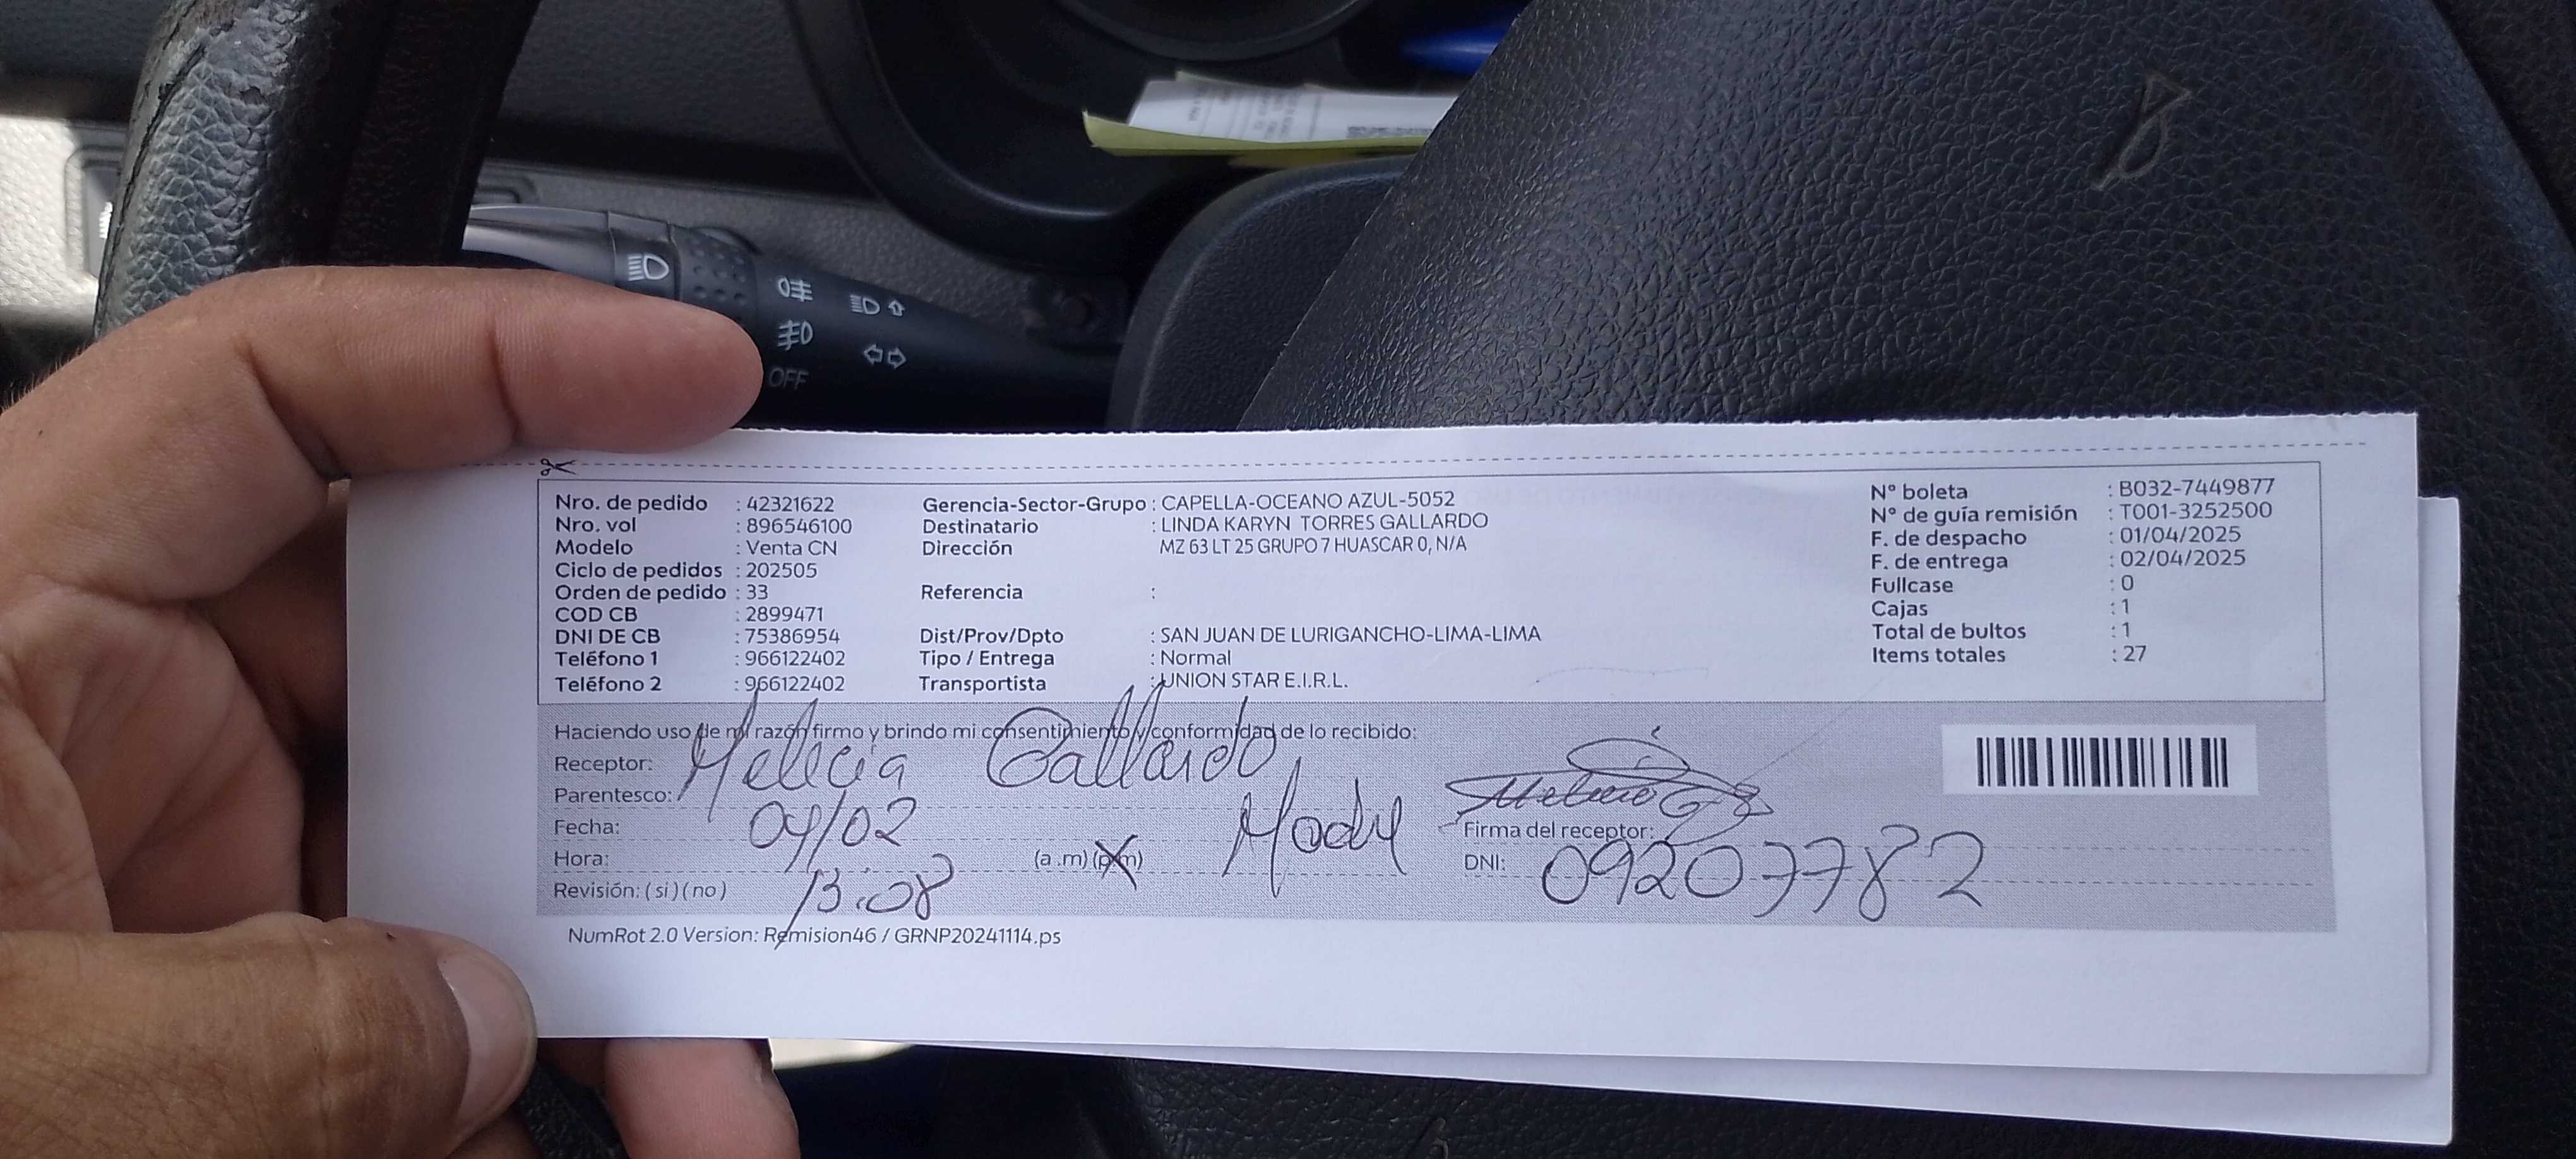 OFF
Nro. de pedido : 42321622
Nro. vol : 896546100
Modelo : Venta CN
Ciclo de pedidos : 202505
Orden de pedido : 33
COD CB : 2899471
DNI DE CB : 75386954
Teléfono 1 : 966122402
Teléfono 2 : 966122402
Gerencia-Sector-Grupo : CAPELLA-OCEANO AZUL-5052
Destinatario : LINDA KARYN TORRES GALLARDO
Dirección MZ 63 LT 25 GRUPO 7 HUASCAR 0, N/A
Referencia :
Dist/Prov/Dpto : SAN JUAN DE LURIGANCHO-LIMA-LIMA
Tipo / Entrega : Normal
Transportista : UNION STAR E.I.R.L.
N° boleta : B032-7449877
N° de guía remisión : T001-3252500
F. de despacho : 01/04/2025
F. de entrega : 02/04/2025
Fullcase : 0
Cajas : 1
Total de bultos : 1
Items totales : 27
Haciendo uso de mi razón firmo y brindo mi consentimiento y conformidad de lo recibido:
Receptor: Melecia Gallardo
Parentesco:
Fecha: 04/02
Hora: (a .m) (p.m)
Revisión: ( si ) ( no ) 13:08
Firma del receptor:
DNI: 09207782
NumRot 2.0 Version: Remision46 / GRNP20241114.ps